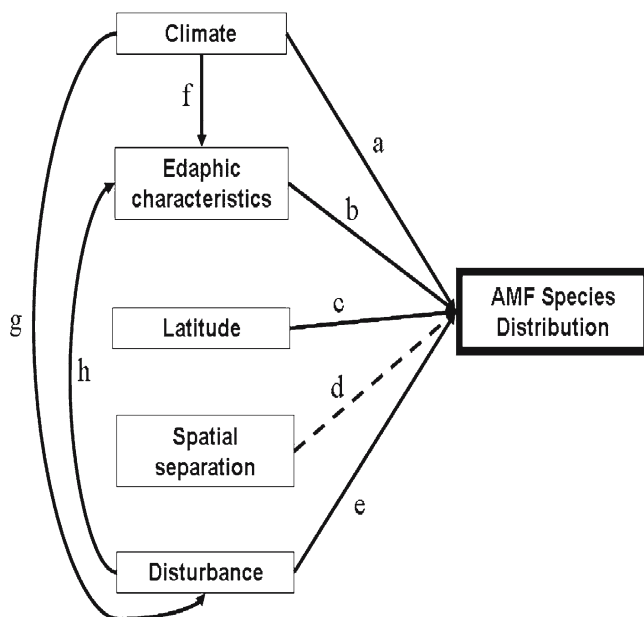 Climate
f
a
Edaphic
characteristics
b
AMF Species
Distribution
c
Latitude
g
h
d
Spatial
separation
e
Disturbance